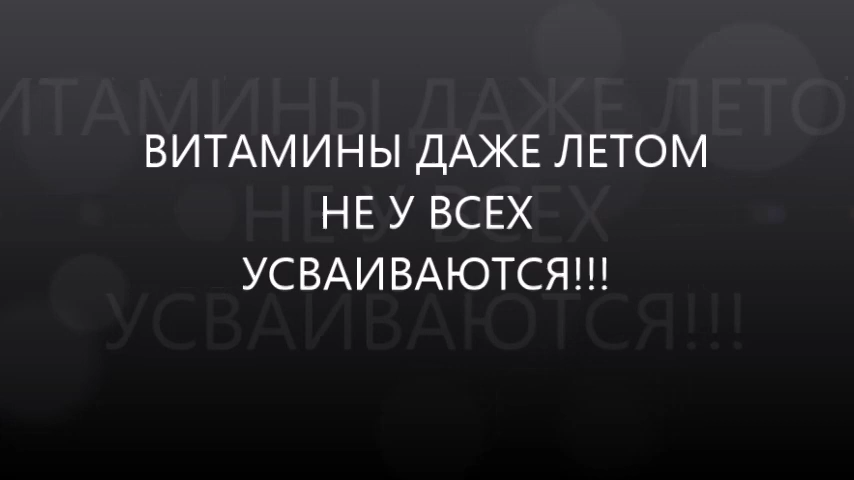 ВИТАМИНЫ ДАЖЕ ЛЕТОМ
НЕ У ВСЕХ
УСВАИВАЮТСЯ!!!